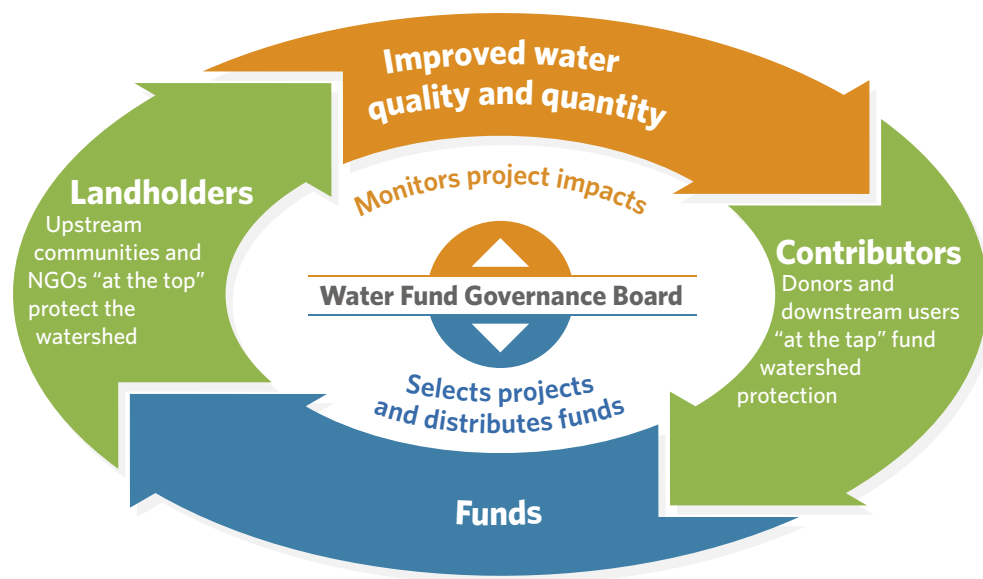 Improved water
quality and quantity
Monitors project impacts
Landholders
Upstream
communities and
NGOs “at the top”
protect the
watershed
Water Fund Governance Board
Contributors
Donors and
downstream users
“at the tap” fund
watershed
protection
Selects projects
and distributes funds
Funds